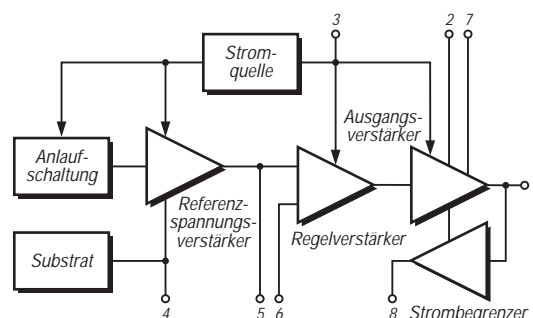 3
2
7
Strom-
quelle
Ausgangs-
verstärker
Anlauf-
schaltung
Referenz-
spannungs-
verstärker
Regelverstärker
Substrat
4
5
6
8
Strombegrenzer